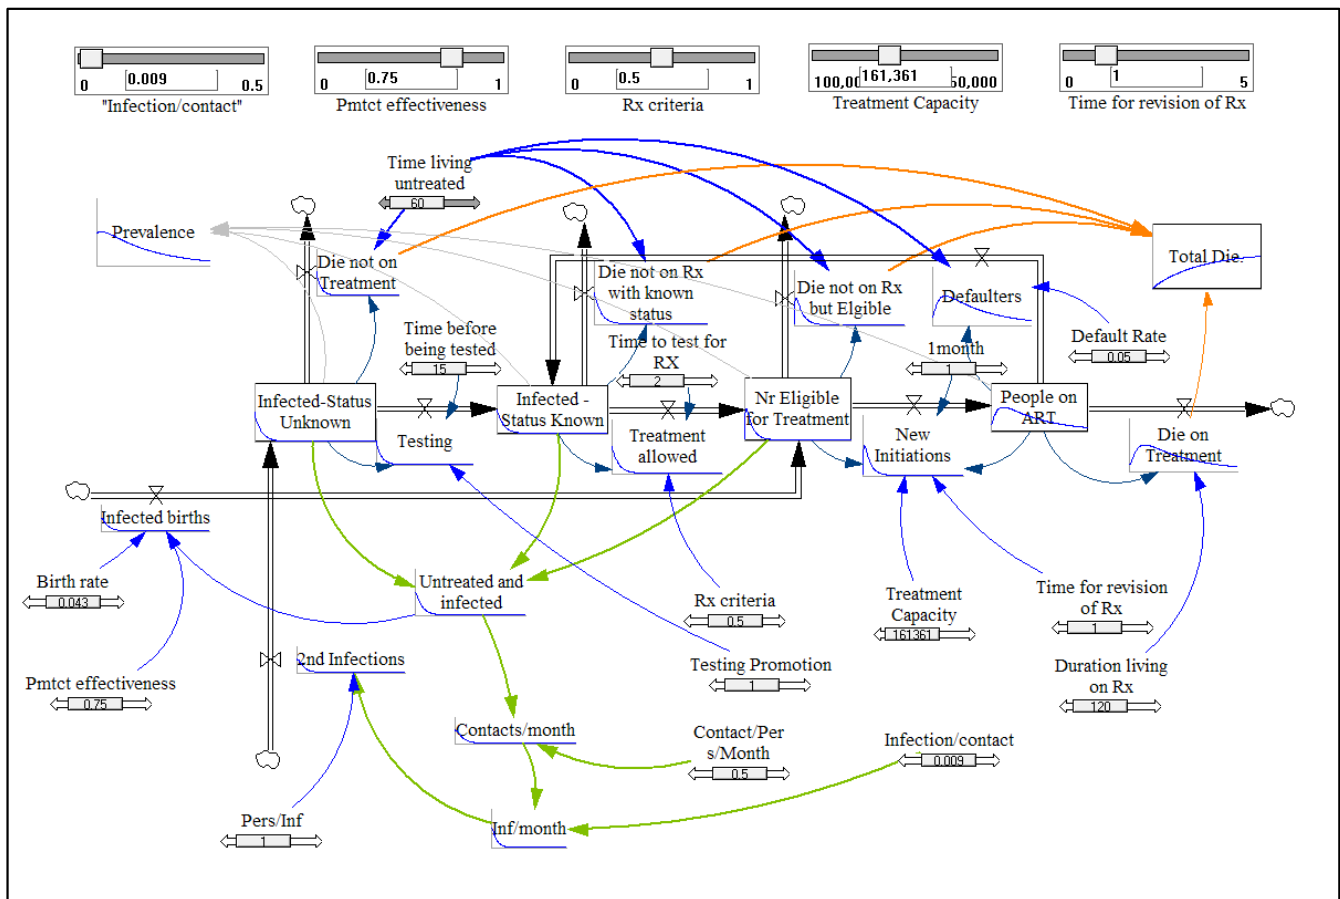 0
0.009
0.5
"Infection/contact"
0
0.75
1
Pmtct effectiveness
0
0.5
1
Rx criteria
100,00
161,361
50,000
Treatment Capacity
0
1
5
Time for revision of Rx
Time living
untreated
60
Prevalence
Die not on
Treatment
Die not on Rx
with known
status
Die not on Rx
but Elgible
Defaulters
Total Die.
Default Rate
0.05
Time before
being tested
15
Time to test for
RX
2
1month
1
Infected-Status
Unknown
Testing
Infected -
Status Known
Treatment
allowed
Nr Eligible
for Treatment
New
Initiations
People on
ART
Die on
Treatment
Infected births
Birth rate
0.043
Pmtct effectiveness
0.75
Untreated and
infected
2nd Infections
Rx criteria
0.5
Testing Promotion
1
Treatment
Capacity
161361
Time for revision
of Rx
1
Duration living
on Rx
120
Contacts/month
Contact/Per
s/Month
0.5
Infection/contact
0.009
Pers/Inf
1
Inf/month